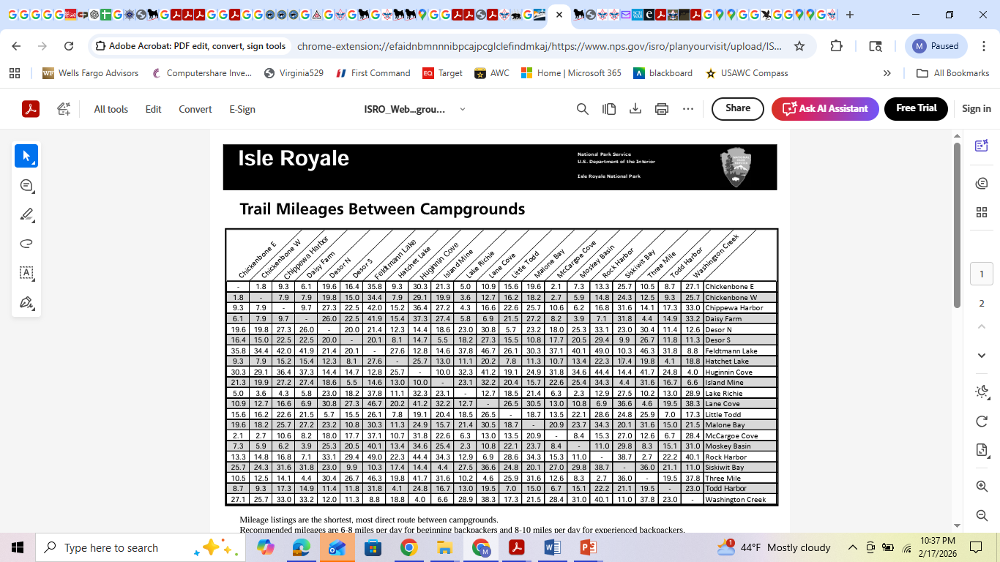 Adobe Acrobat: PDF edit, convert, sign tools
chrome-extension://efaidnbmnnnibpcajpcglclefindmkaj/https://www.nps.gov/isro/planyourvisit/upload/IS...
M Paused
WF Wells Fargo Advisors
Computershare Inve...
Virginia529
First Command
EQ Target
AWC
Home | Microsoft 365
blackboard
USAWC Compass
All Bookmarks
All tools
Edit
Convert
E-Sign
ISRO_Web...grou...
Share
Ask AI Assistant
Free Trial
Sign in
Isle Royale
National Park Service
U.S. Department of the Interior
Isle Royale National Park
Trail Mileages Between Campgrounds
Chickenbone E Chickenbone W Chippewa Harbor Daisy Farm Desor N Desor S Feldtmann Lake Hatchet Lake Huginnin Cove Island Mine Lake Richie Lane Cove Little Todd Malone Bay McCargoe Cove Moskey Basin Rock Harbor Siskiwit Bay Three Mile Todd Harbor Washington Creek
- 1.8 9.3 6.1 19.6 16.4 35.8 9.3 30.3 21.3 5.0 10.9 15.6 19.6 2.1 7.3 13.3 25.7 10.5 8.7 27.1 Chickenbone E
1.8 - 7.9 7.9 19.8 15.0 34.4 7.9 29.1 19.9 3.6 12.7 16.2 18.2 2.7 5.9 14.8 24.3 12.5 9.3 25.7 Chickenbone W
9.3 7.9 - 9.7 27.3 22.5 42.0 15.2 36.4 27.2 4.3 16.6 22.6 25.7 10.6 6.2 16.8 31.6 14.1 17.3 33.0 Chippewa Harbor
6.1 7.9 9.7 - 26.0 22.5 41.9 15.4 37.3 27.4 5.8 6.9 21.5 27.2 8.2 3.9 7.1 31.8 4.4 14.9 33.2 Daisy Farm
19.6 19.8 27.3 26.0 - 20.0 21.4 12.3 14.4 18.6 23.0 30.8 5.7 23.2 18.0 25.3 33.1 23.0 30.4 11.4 12.6 Desor N
16.4 15.0 22.5 22.5 20.0 - 20.1 8.1 14.7 5.5 18.2 27.3 15.5 10.8 17.7 20.5 29.4 9.9 26.7 11.8 11.3 Desor S
35.8 34.4 42.0 41.9 21.4 20.1 - 27.6 12.8 14.6 37.8 46.7 26.1 30.3 37.1 40.1 49.0 10.3 46.3 31.8 8.8 Feldtmann Lake
9.3 7.9 15.2 15.4 12.3 8.1 27.6 - 25.7 13.0 11.1 20.2 7.8 11.3 10.7 13.4 22.3 17.4 19.8 4.1 18.8 Hatchet Lake
30.3 29.1 36.4 37.3 14.4 14.7 12.8 25.7 - 10.0 32.3 41.2 19.1 24.9 31.8 34.6 44.4 14.4 41.7 24.8 4.0 Huginnin Cove
21.3 19.9 27.2 27.4 18.6 5.5 14.6 13.0 10.0 - 23.1 32.2 20.4 15.7 22.6 25.4 34.3 4.4 31.6 16.7 6.6 Island Mine
5.0 3.6 4.3 5.8 23.0 18.2 37.8 11.1 32.3 23.1 - 12.7 18.5 21.4 6.3 2.3 12.9 27.5 10.2 13.0 28.9 Lake Richie
10.9 12.7 16.6 6.9 30.8 27.3 46.7 20.2 41.2 32.2 12.7 - 26.5 30.5 13.0 10.8 6.9 36.6 4.6 19.5 38.3 Lane Cove
15.6 16.2 22.6 21.5 5.7 15.5 26.1 7.8 19.1 20.4 18.5 26.5 - 18.7 13.5 22.1 28.6 24.8 25.9 7.0 17.3 Little Todd
19.6 18.2 25.7 27.2 23.2 10.8 30.3 11.3 24.9 15.7 21.4 30.5 18.7 - 20.9 23.7 34.3 20.1 31.6 15.0 21.5 Malone Bay
2.1 2.7 10.6 8.2 18.0 17.7 37.1 10.7 31.8 22.6 6.3 13.0 13.5 20.9 - 8.4 15.3 27.0 12.6 6.7 28.4 McCargoe Cove
7.3 5.9 6.2 3.9 25.3 20.5 40.1 13.4 34.6 25.4 2.3 10.8 22.1 23.7 8.4 - 11.0 29.8 8.3 15.1 31.0 Moskey Basin
13.3 14.8 16.8 7.1 33.1 29.4 49.0 22.3 44.4 34.3 12.9 6.9 28.6 34.3 15.3 11.0 - 38.7 2.7 22.2 40.1 Rock Harbor
25.7 24.3 31.6 31.8 23.0 9.9 10.3 17.4 14.4 4.4 27.5 36.6 24.8 20.1 27.0 29.8 38.7 - 36.0 21.1 11.0 Siskiwit Bay
10.5 12.5 14.1 4.4 30.4 26.7 46.3 19.8 41.7 31.6 10.2 4.6 25.9 31.6 12.6 8.3 2.7 36.0 - 19.5 37.8 Three Mile
8.7 9.3 17.3 14.9 11.4 11.8 31.8 4.1 24.8 16.7 13.0 19.5 7.0 15.0 6.7 15.1 22.2 21.1 19.5 - 23.0 Todd Harbor
27.1 25.7 33.0 33.2 12.0 11.3 8.8 18.8 4.0 6.6 28.9 38.3 17.3 21.5 28.4 31.0 40.1 11.0 37.8 23.0 - Washington Creek
Mileage listings are the shortest, most direct route between campgrounds.
Recommended mileages are 6-8 miles per day for beginning backpackers and 8-10 miles per day for experienced backpackers.
1
2
Type here to search
44°F Mostly cloudy
10:37 PM
2/17/2026